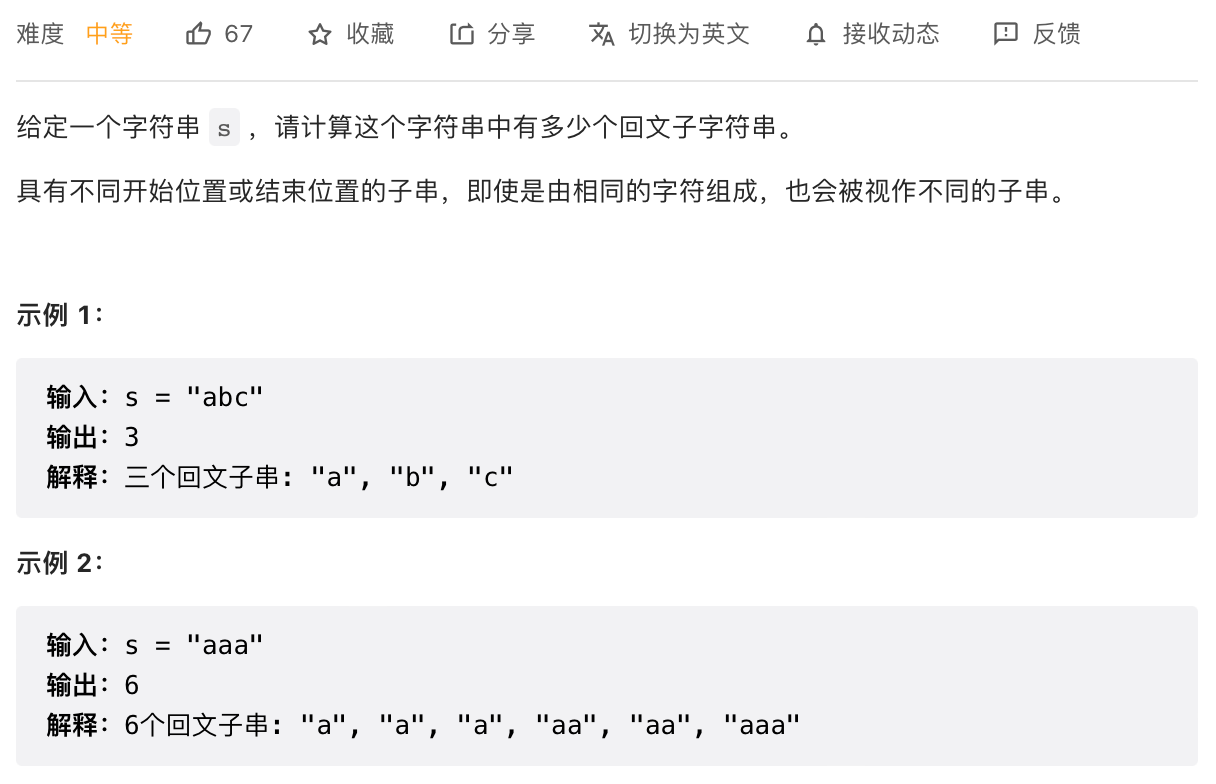 难度 中等 67 收藏 分享 切换为英文 接收动态 反馈
给定一个字符串 s ，请计算这个字符串中有多少个回文子字符串。
具有不同开始位置或结束位置的子串，即使是由相同的字符组成，也会被视作不同的子串。
示例 1：
输入：s = "abc"
输出：3
解释：三个回文子串: "a", "b", "c"
示例 2：
输入：s = "aaa"
输出：6
解释：6个回文子串: "a", "a", "a", "aa", "aa", "aaa"